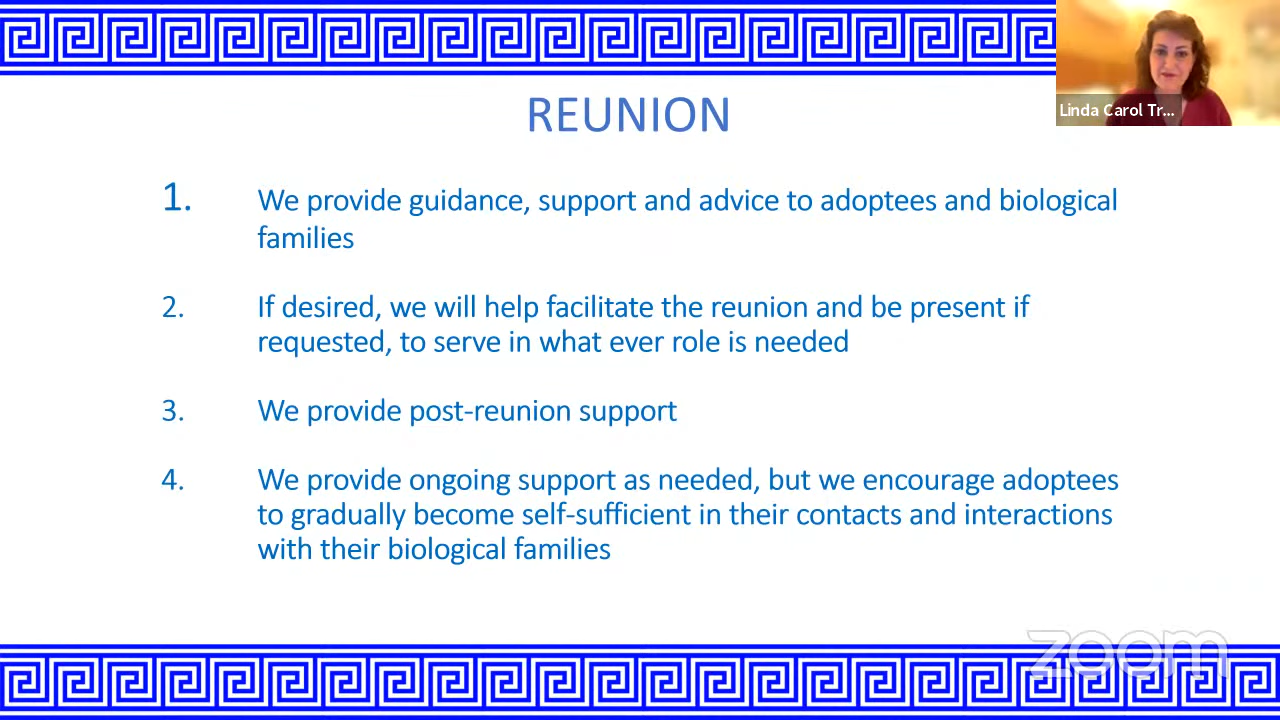 Linda Carol Tr...
REUNION
1. We provide guidance, support and advice to adoptees and biological
families
2. If desired, we will help facilitate the reunion and be present if
requested, to serve in what ever role is needed
3. We provide post-reunion support
4. We provide ongoing support as needed, but we encourage adoptees
to gradually become self-sufficient in their contacts and interactions
with their biological families
zoom